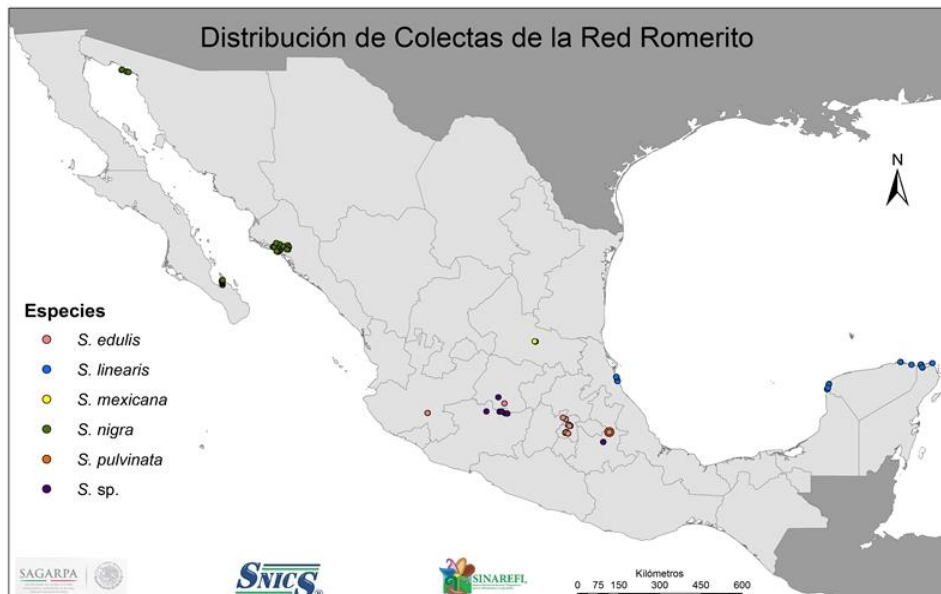 Distribución de Colectas de la Red Romerito
N
Especies
S. edulis
S. linearis
S. mexicana
S. nigra
S. pulvinata
S. sp.
SAGARPA
SNICS®
SINAREFI
Kilómetros
0 75 150 300 450 600